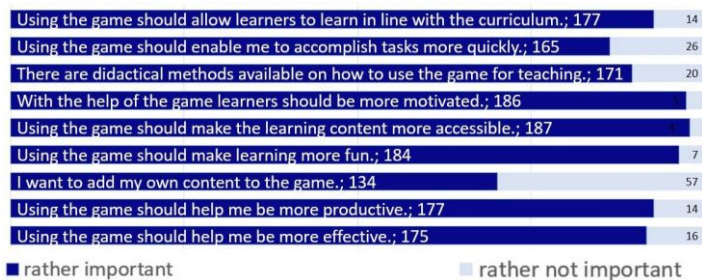 Using the game should allow learners to learn in line with the curriculum.; 177 14
Using the game should enable me to accomplish tasks more quickly.; 165 26
There are didactical methods available on how to use the game for teaching.; 171 20
With the help of the game learners should be more motivated.; 186 5
Using the game should make the learning content more accessible.; 187 4
Using the game should make learning more fun.; 184 7
I want to add my own content to the game.; 134 57
Using the game should help me be more productive.; 177 14
Using the game should help me be more effective.; 175 16
rather important rather not important